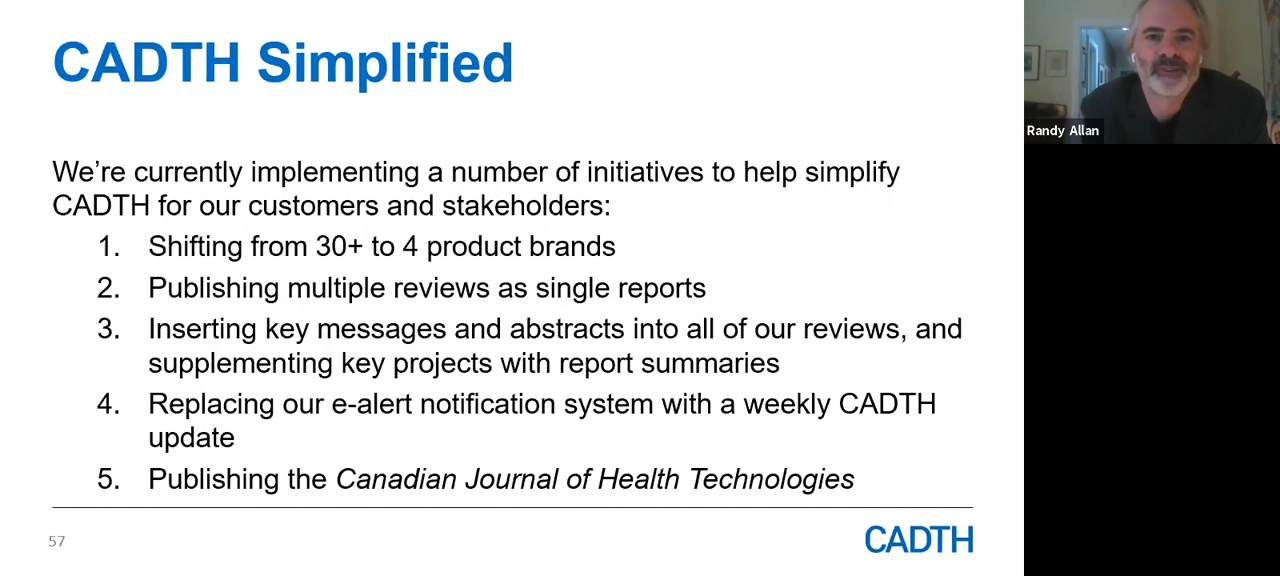 CADTH Simplified
We’re currently implementing a number of initiatives to help simplify
CADTH for our customers and stakeholders:
1. Shifting from 30+ to 4 product brands
2. Publishing multiple reviews as single reports
3. Inserting key messages and abstracts into all of our reviews, and
supplementing key projects with report summaries
4. Replacing our e-alert notification system with a weekly CADTH
update
5. Publishing the Canadian Journal of Health Technologies
57
CADTH
Randy Allan